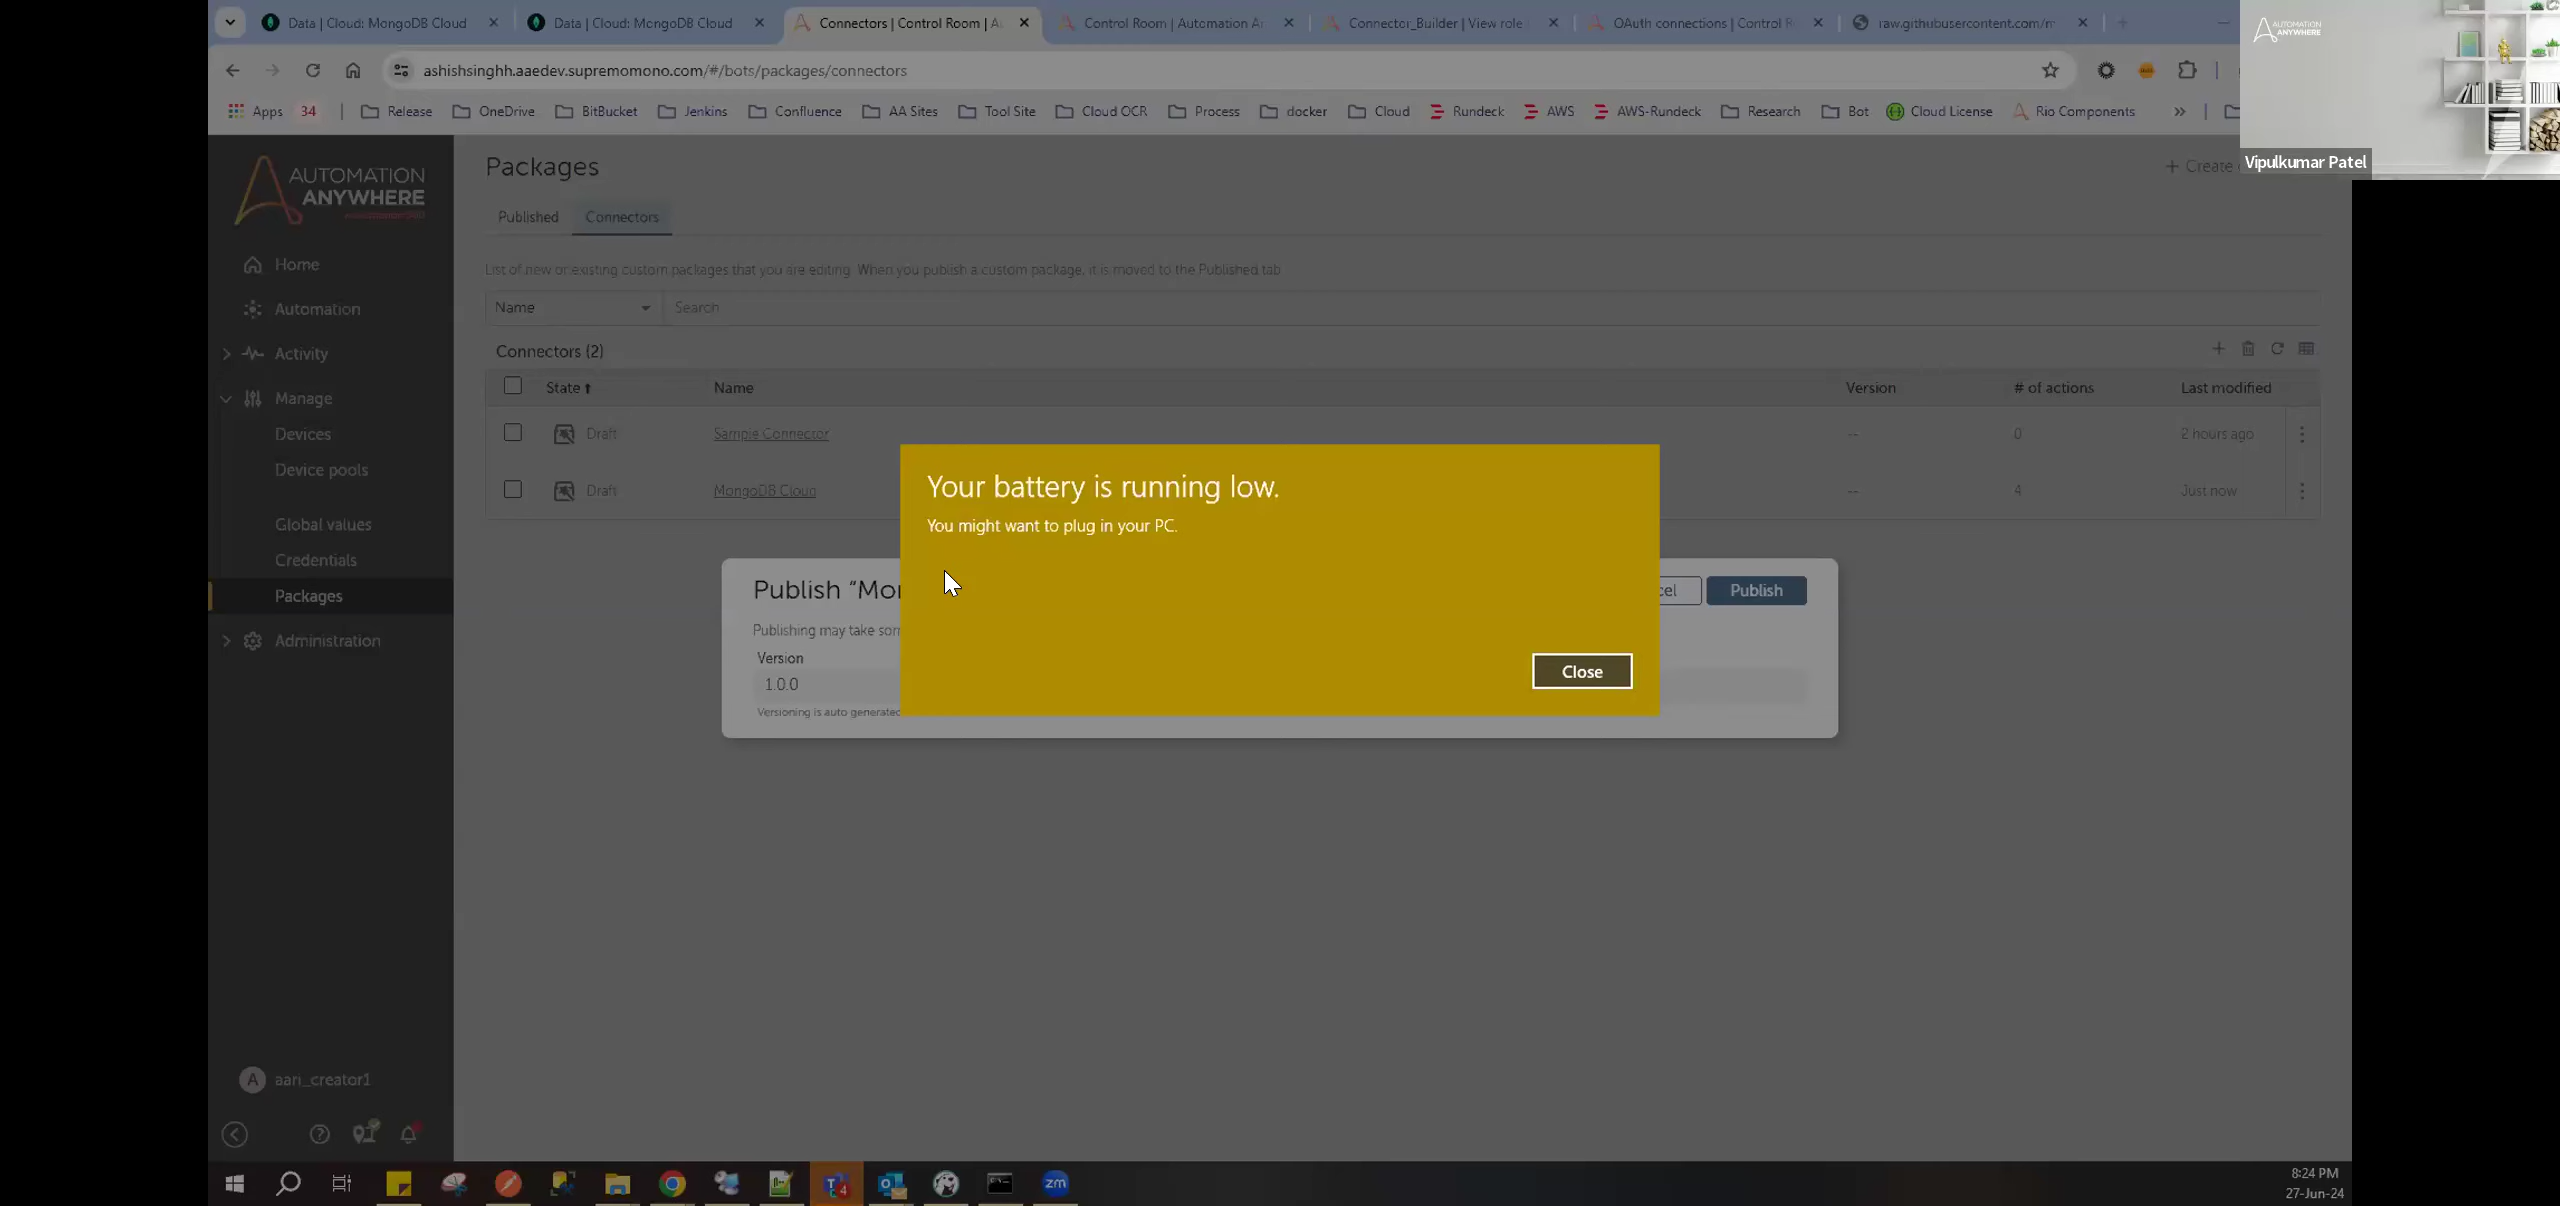 Data | Cloud: MongoDB Cloud
Data | Cloud: MongoDB Cloud
Connectors | Control Room | A
Control Room | Automation A
Connector_Builder | View role
OAuth connections | Control R
raw.githubusercontent.com/m
AUTOMATION
ANYWHERE
Vipulkumar Patel
ashishsinghh.aaedev.supremomono.com/#/bots/packages/connectors
Apps
34
Release
OneDrive
BitBucket
Jenkins
Confluence
AA Sites
Tool Site
Cloud OCR
Process
docker
Cloud
Rundeck
AWS
AWS-Rundeck
Research
Bot
Cloud License
Rio Components
AUTOMATION
ANYWHERE
Home
Automation
Activity
Manage
Devices
Device pools
Global values
Credentials
Packages
Administration
A aari_creator1
Packages
+ Create
Published Connectors
List of new or existing custom packages that you are editing. When you publish a custom package, it is moved to the Published tab
Name Search
Connectors (2)
State Name Version # of actions Last modified
Draft Sample Connector -- 0 2 hours ago
Draft MongoDB Cloud -- 4 Just now
Your battery is running low.
You might want to plug in your PC.
Close
Publish “Mo
cel Publish
Publishing may take
Version
1.0.0
Versioning is auto generated
4
zm
8:24 PM
27-Jun-24